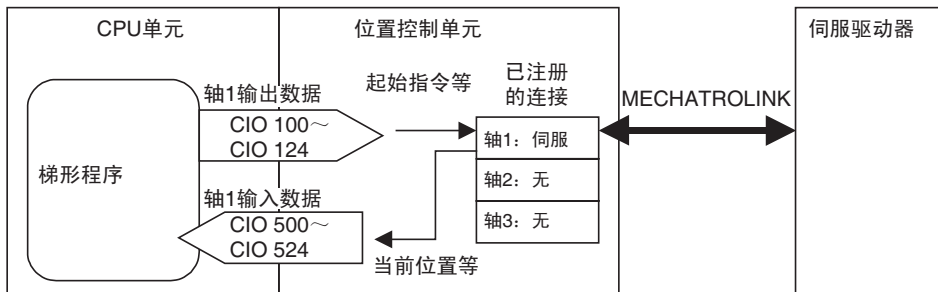 CPU单元
位置控制单元
伺服驱动器
轴1输出数据
CIO 100～
CIO 124
起始指令等
已注册
的连接
MECHATROLINK
轴1：伺服
轴2：无
轴3：无
梯形程序
轴1输入数据
CIO 500～
CIO 524
当前位置等